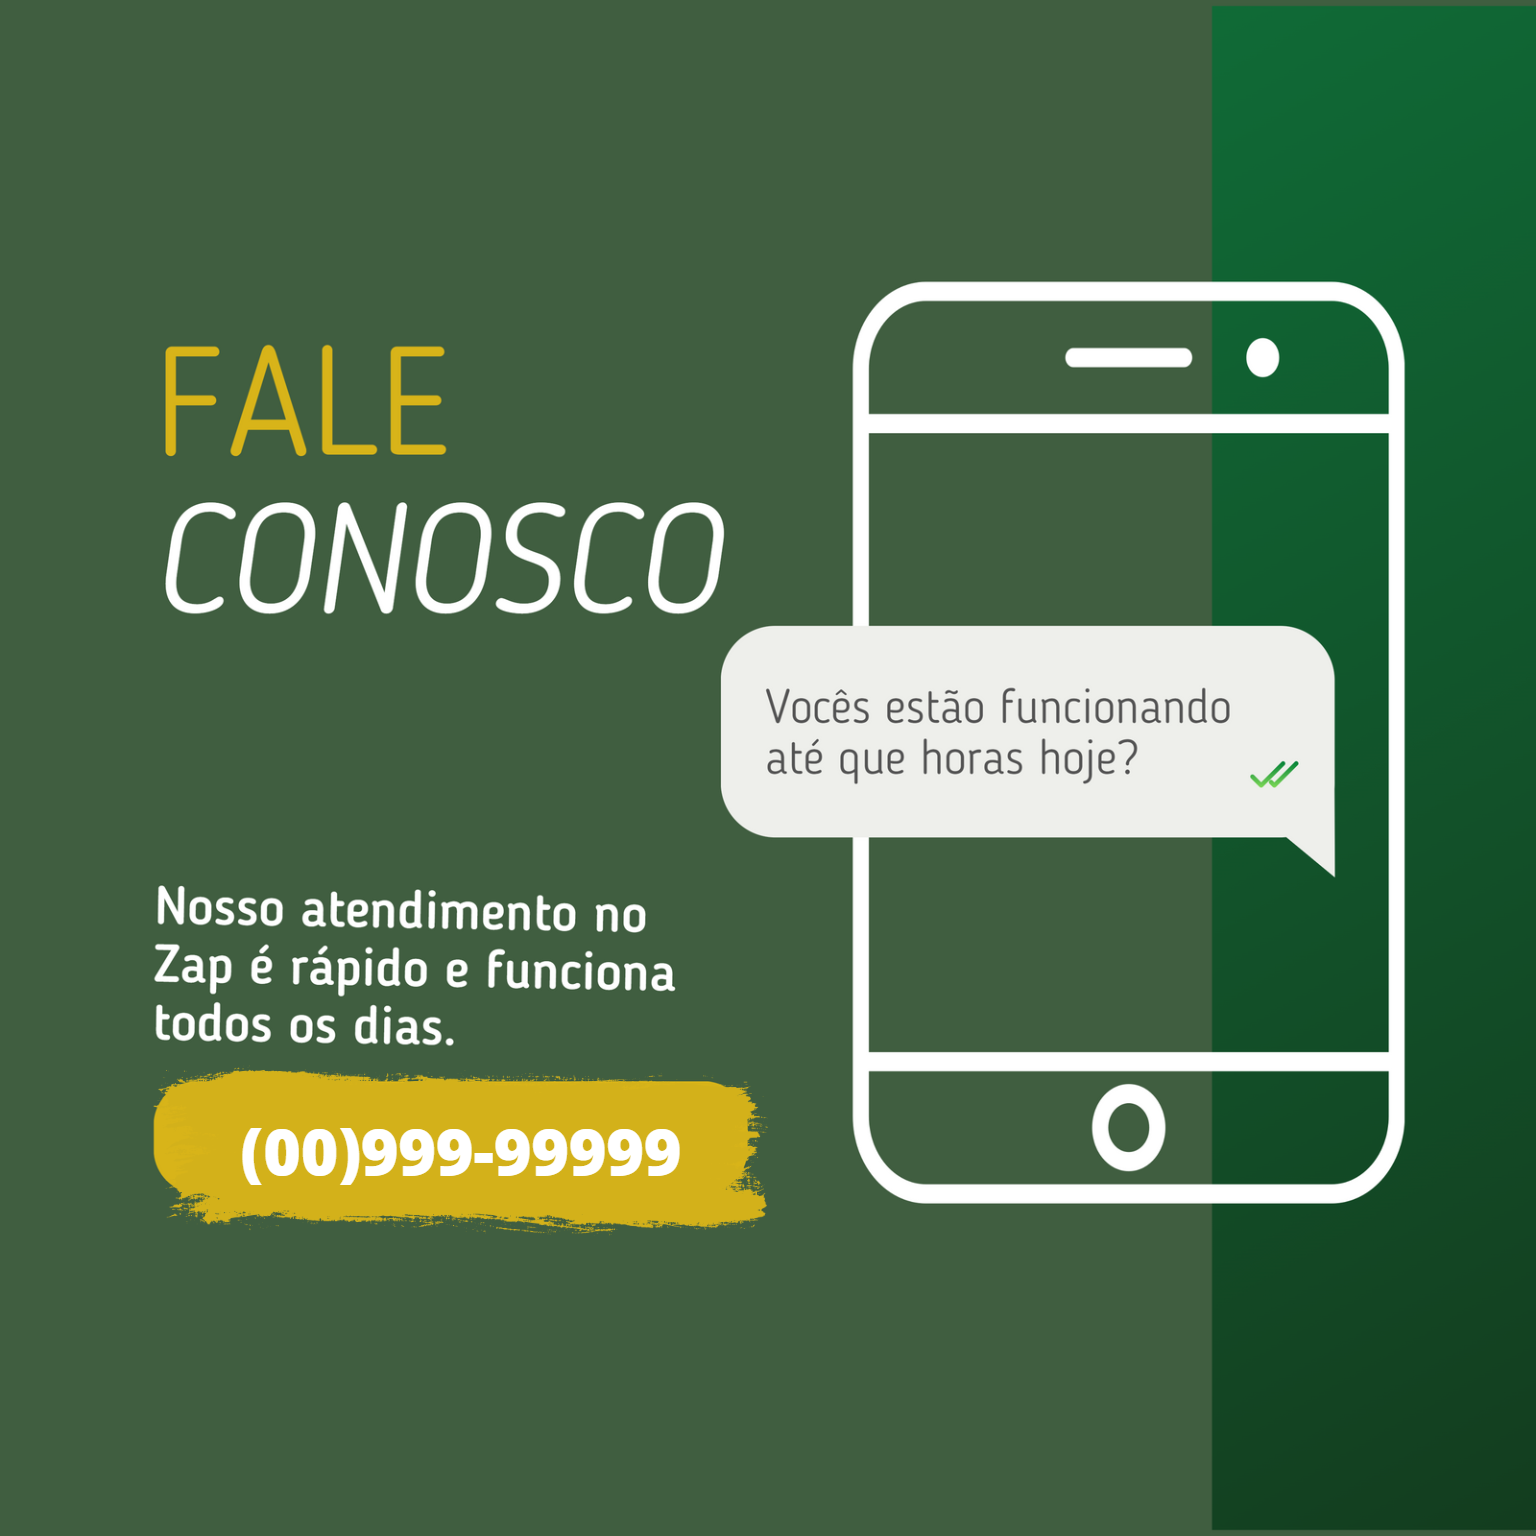 FALE
CONOSCO
Vocês estão funcionando
até que horas hoje?
Nosso atendimento no
Zap é rápido e funciona
todos os dias.
(00)999-99999